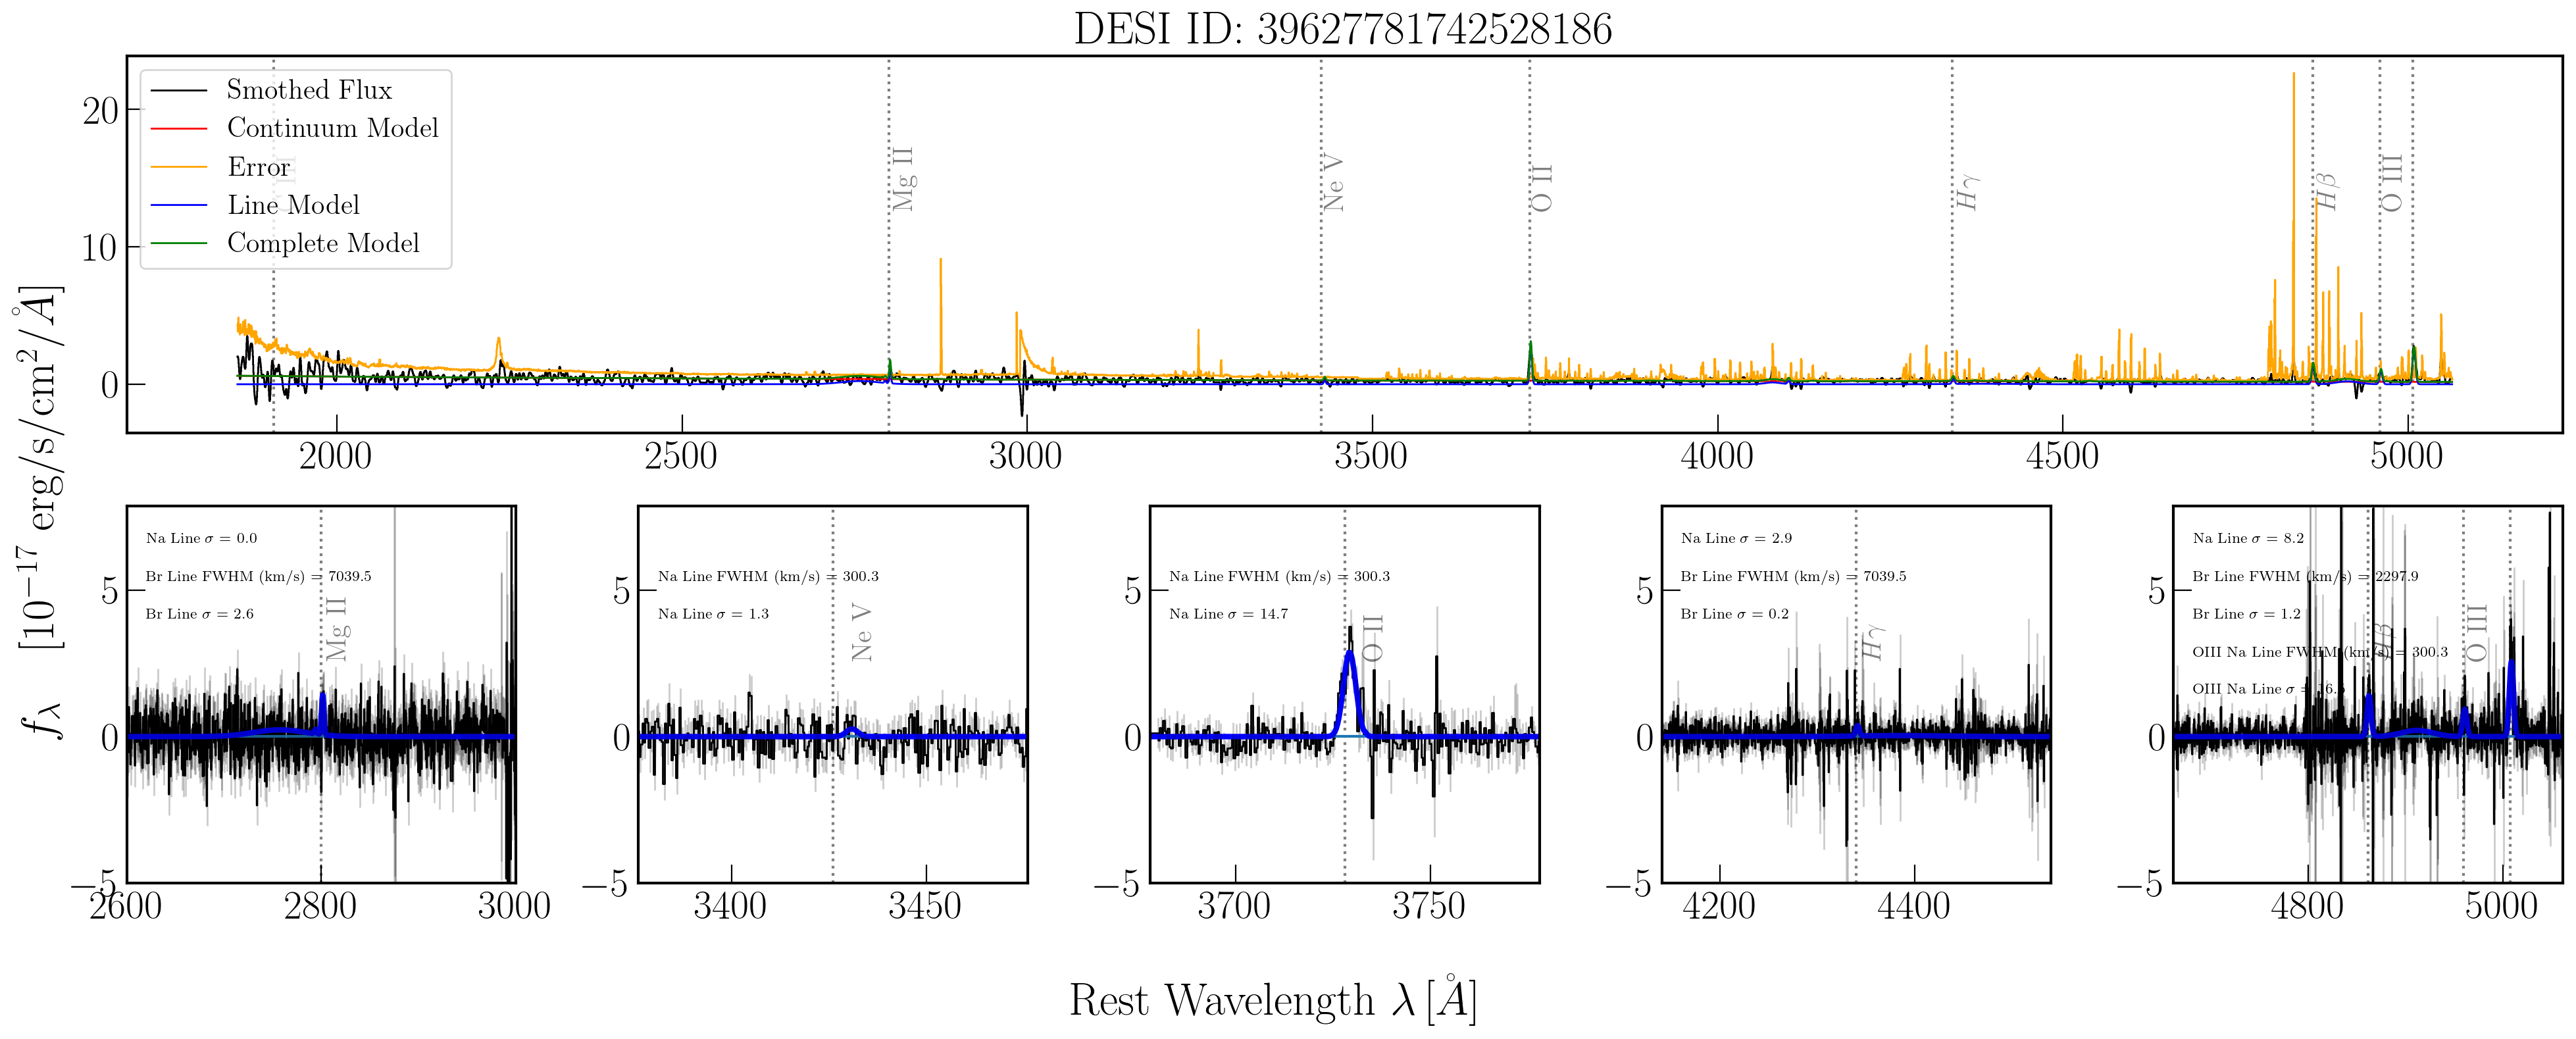 DESI ID: 39627781742528186
Smothed Flux
Continuum Model
Error
Line Model
Complete Model
Mg II
Ne V
O II
Hγ
Hβ
O III
20
10
0
2000 2500 3000 3500 4000 4500 5000
f_λ [10^{-17} erg/s/cm^2/Å]
Na Line σ = 0.0
Br Line FWHM (km/s) = 7039.5
Br Line σ = 2.6
Mg II
5
0
−5
2600 2800 3000
Na Line FWHM (km/s) = 300.3
Na Line σ = 1.3
Ne V
5
0
−5
3400 3450
Na Line FWHM (km/s) = 300.3
Na Line σ = 14.7
O II
5
0
−5
3700 3750
Na Line σ = 2.9
Br Line FWHM (km/s) = 7039.5
Br Line σ = 0.2
Hγ
5
0
−5
4200 4400
Na Line σ = 8.2
Br Line FWHM (km/s) = 2297.9
Br Line σ = 1.2
OIII Na Line FWHM (km/s) = 300.3
OIII Na Line σ =
Hβ
O III
5
0
−5
4800 5000
Rest Wavelength λ [Å]